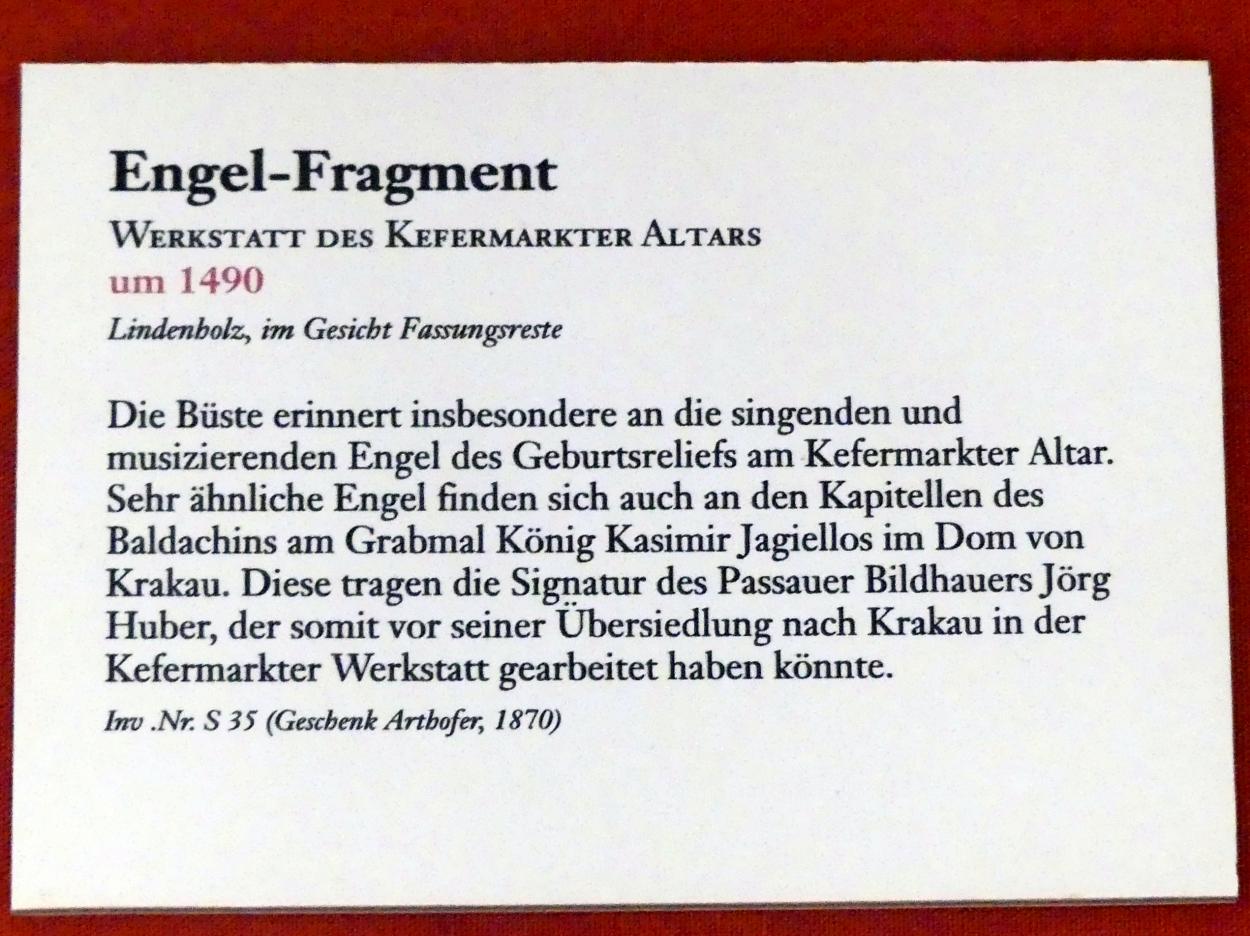 Engel-Fragment
Werkstatt des Kefermarkter Altars
um 1490
Lindenholz, im Gesicht Fassungsreste
Die Büste erinnert insbesondere an die singenden und
musizierenden Engel des Geburtsreliefs am Kefermarkter Altar.
Sehr ähnliche Engel finden sich auch an den Kapitellen des
Baldachins am Grabmal König Kasimir Jagiellos im Dom von
Krakau. Diese tragen die Signatur des Passauer Bildhauers Jörg
Huber, der somit vor seiner Übersiedlung nach Krakau in der
Kefermarkter Werkstatt gearbeitet haben könnte.
Inv .Nr. S 35 (Geschenk Arthofer, 1870)